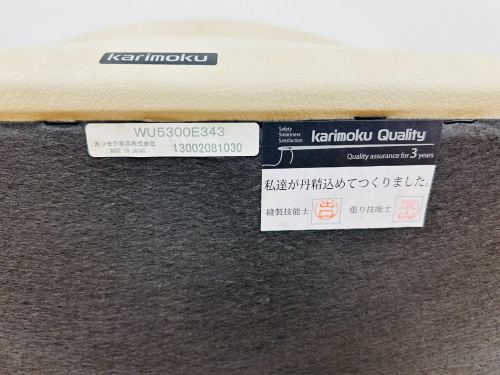 karimoku
WU5300E343
カリモク家具株式会社
MADE IN JAPAN 13002081030
Safety
Smartness
Satisfaction
karimoku Quality
Quality assurance for 3 years
私達が丹精込めてつくりました。
縫製技能士 張り技能士